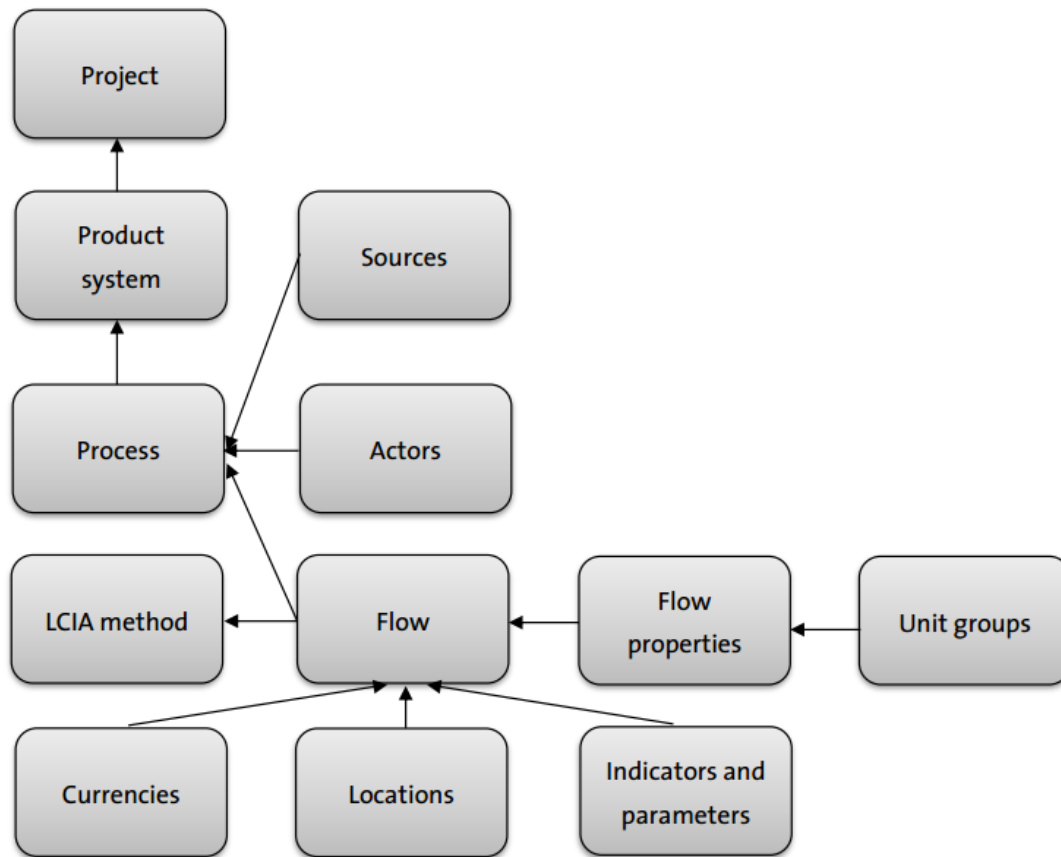 Project
Product
system
Sources
Process
Actors
LCIA method
Flow
Flow
properties
Unit groups
Currencies
Locations
Indicators and
parameters